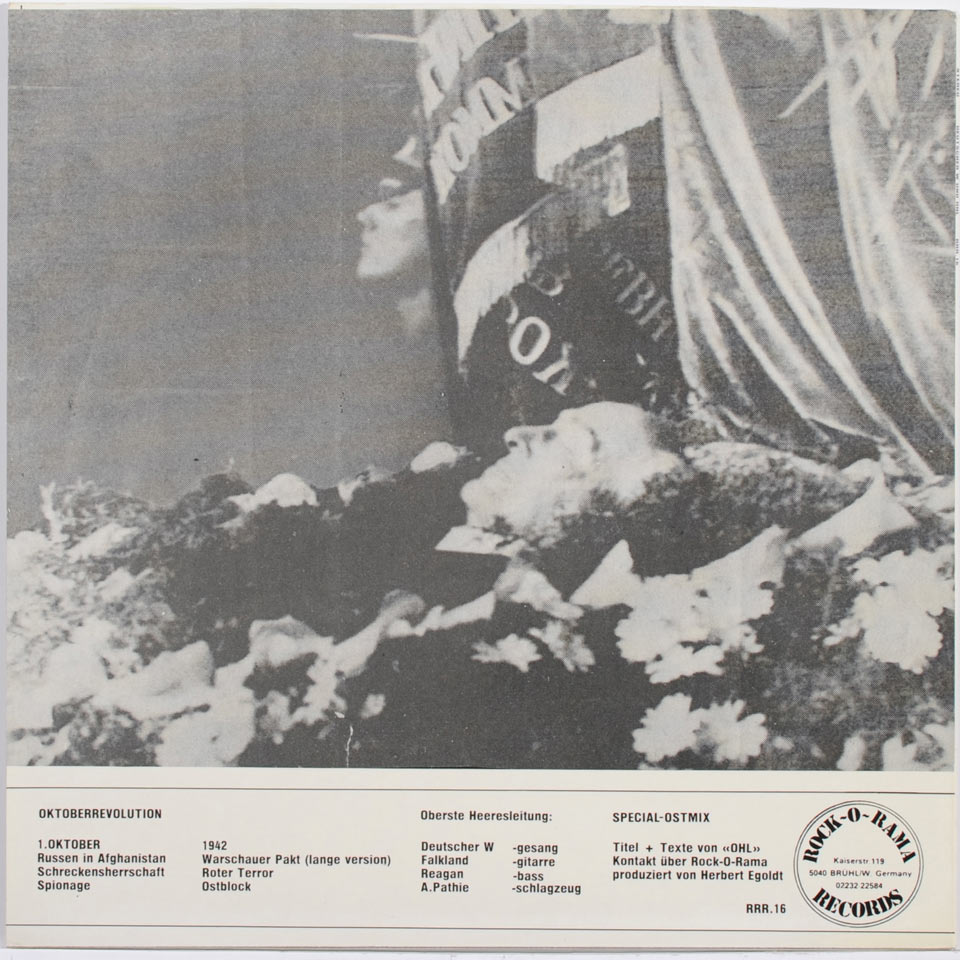 OKTOBERREVOLUTION
1.OKTOBER
Russen in Afghanistan
Schreckensherrschaft
Spionage
1942
Warschauer Pakt (lange version)
Roter Terror
Ostblock
Oberste Heeresleitung:
Deutscher W -gesang
Falkland -gitarre
Reagan -bass
A.Pathie -schlagzeug
SPECIAL-OSTMIX
Titel + Texte von «OHL»
Kontakt über Rock-O-Rama
produziert von Herbert Egoldt
RRR.16
ROCK-O-RAMA
Kaiserstr 119
5040 BRÜHL/W. Germany
02232 22584
RECORDS